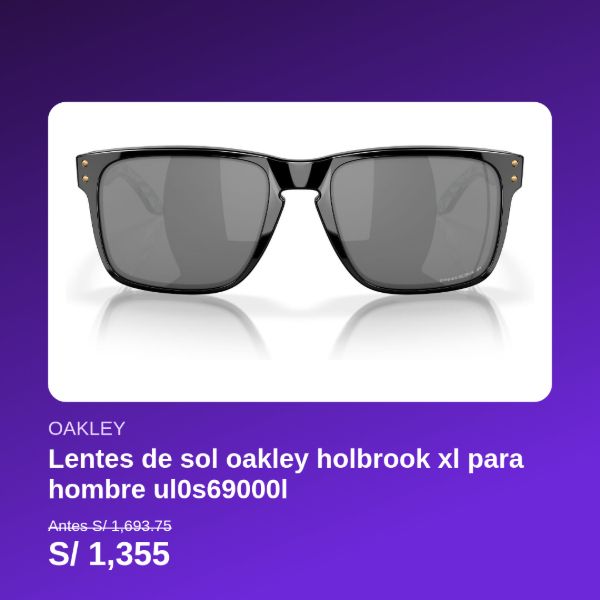 OAKLEY
Lentes de sol oakley holbrook xl para
hombre ul0s69000l
Antes S/ 1,693.75
S/ 1,355